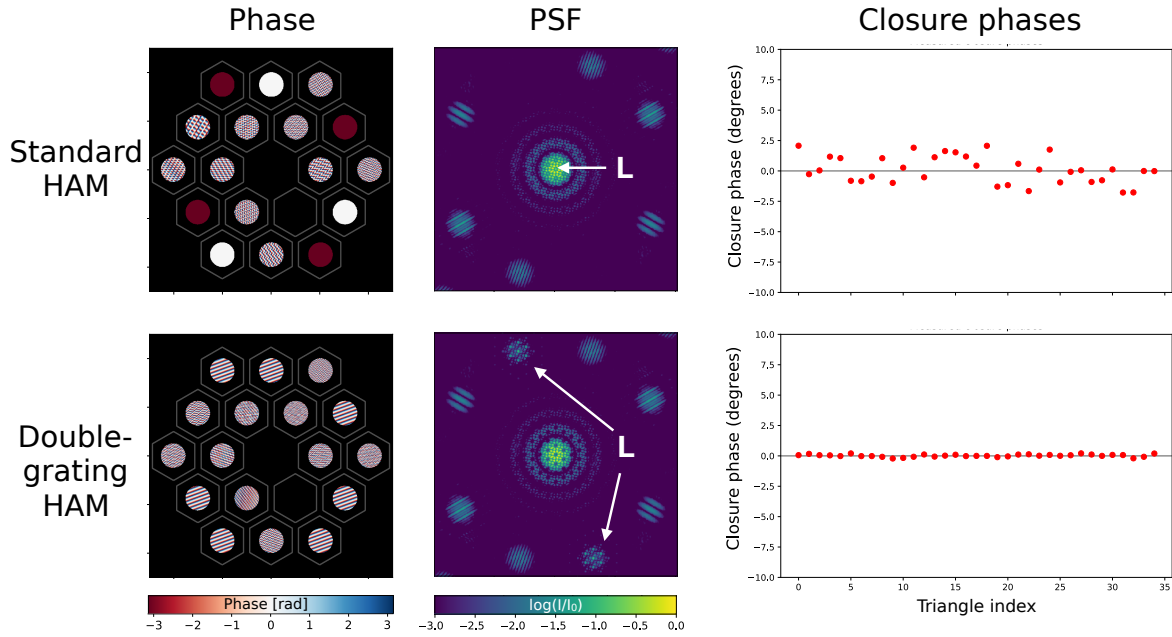 Phase
PSF
Closure phases
Standard
HAM
L
Closure phase (degrees)
10.0
7.5
5.0
2.5
0.0
−2.5
−5.0
−7.5
−10.0
Double-
grating
HAM
L
Closure phase (degrees)
10.0
7.5
5.0
2.5
0.0
−2.5
−5.0
−7.5
−10.0
0 5 10 15 20 25 30 35
Triangle index
Phase [rad]
−3 −2 −1 0 1 2 3
log(I/I₀)
−3.0 −2.5 −2.0 −1.5 −1.0 −0.5 0.0